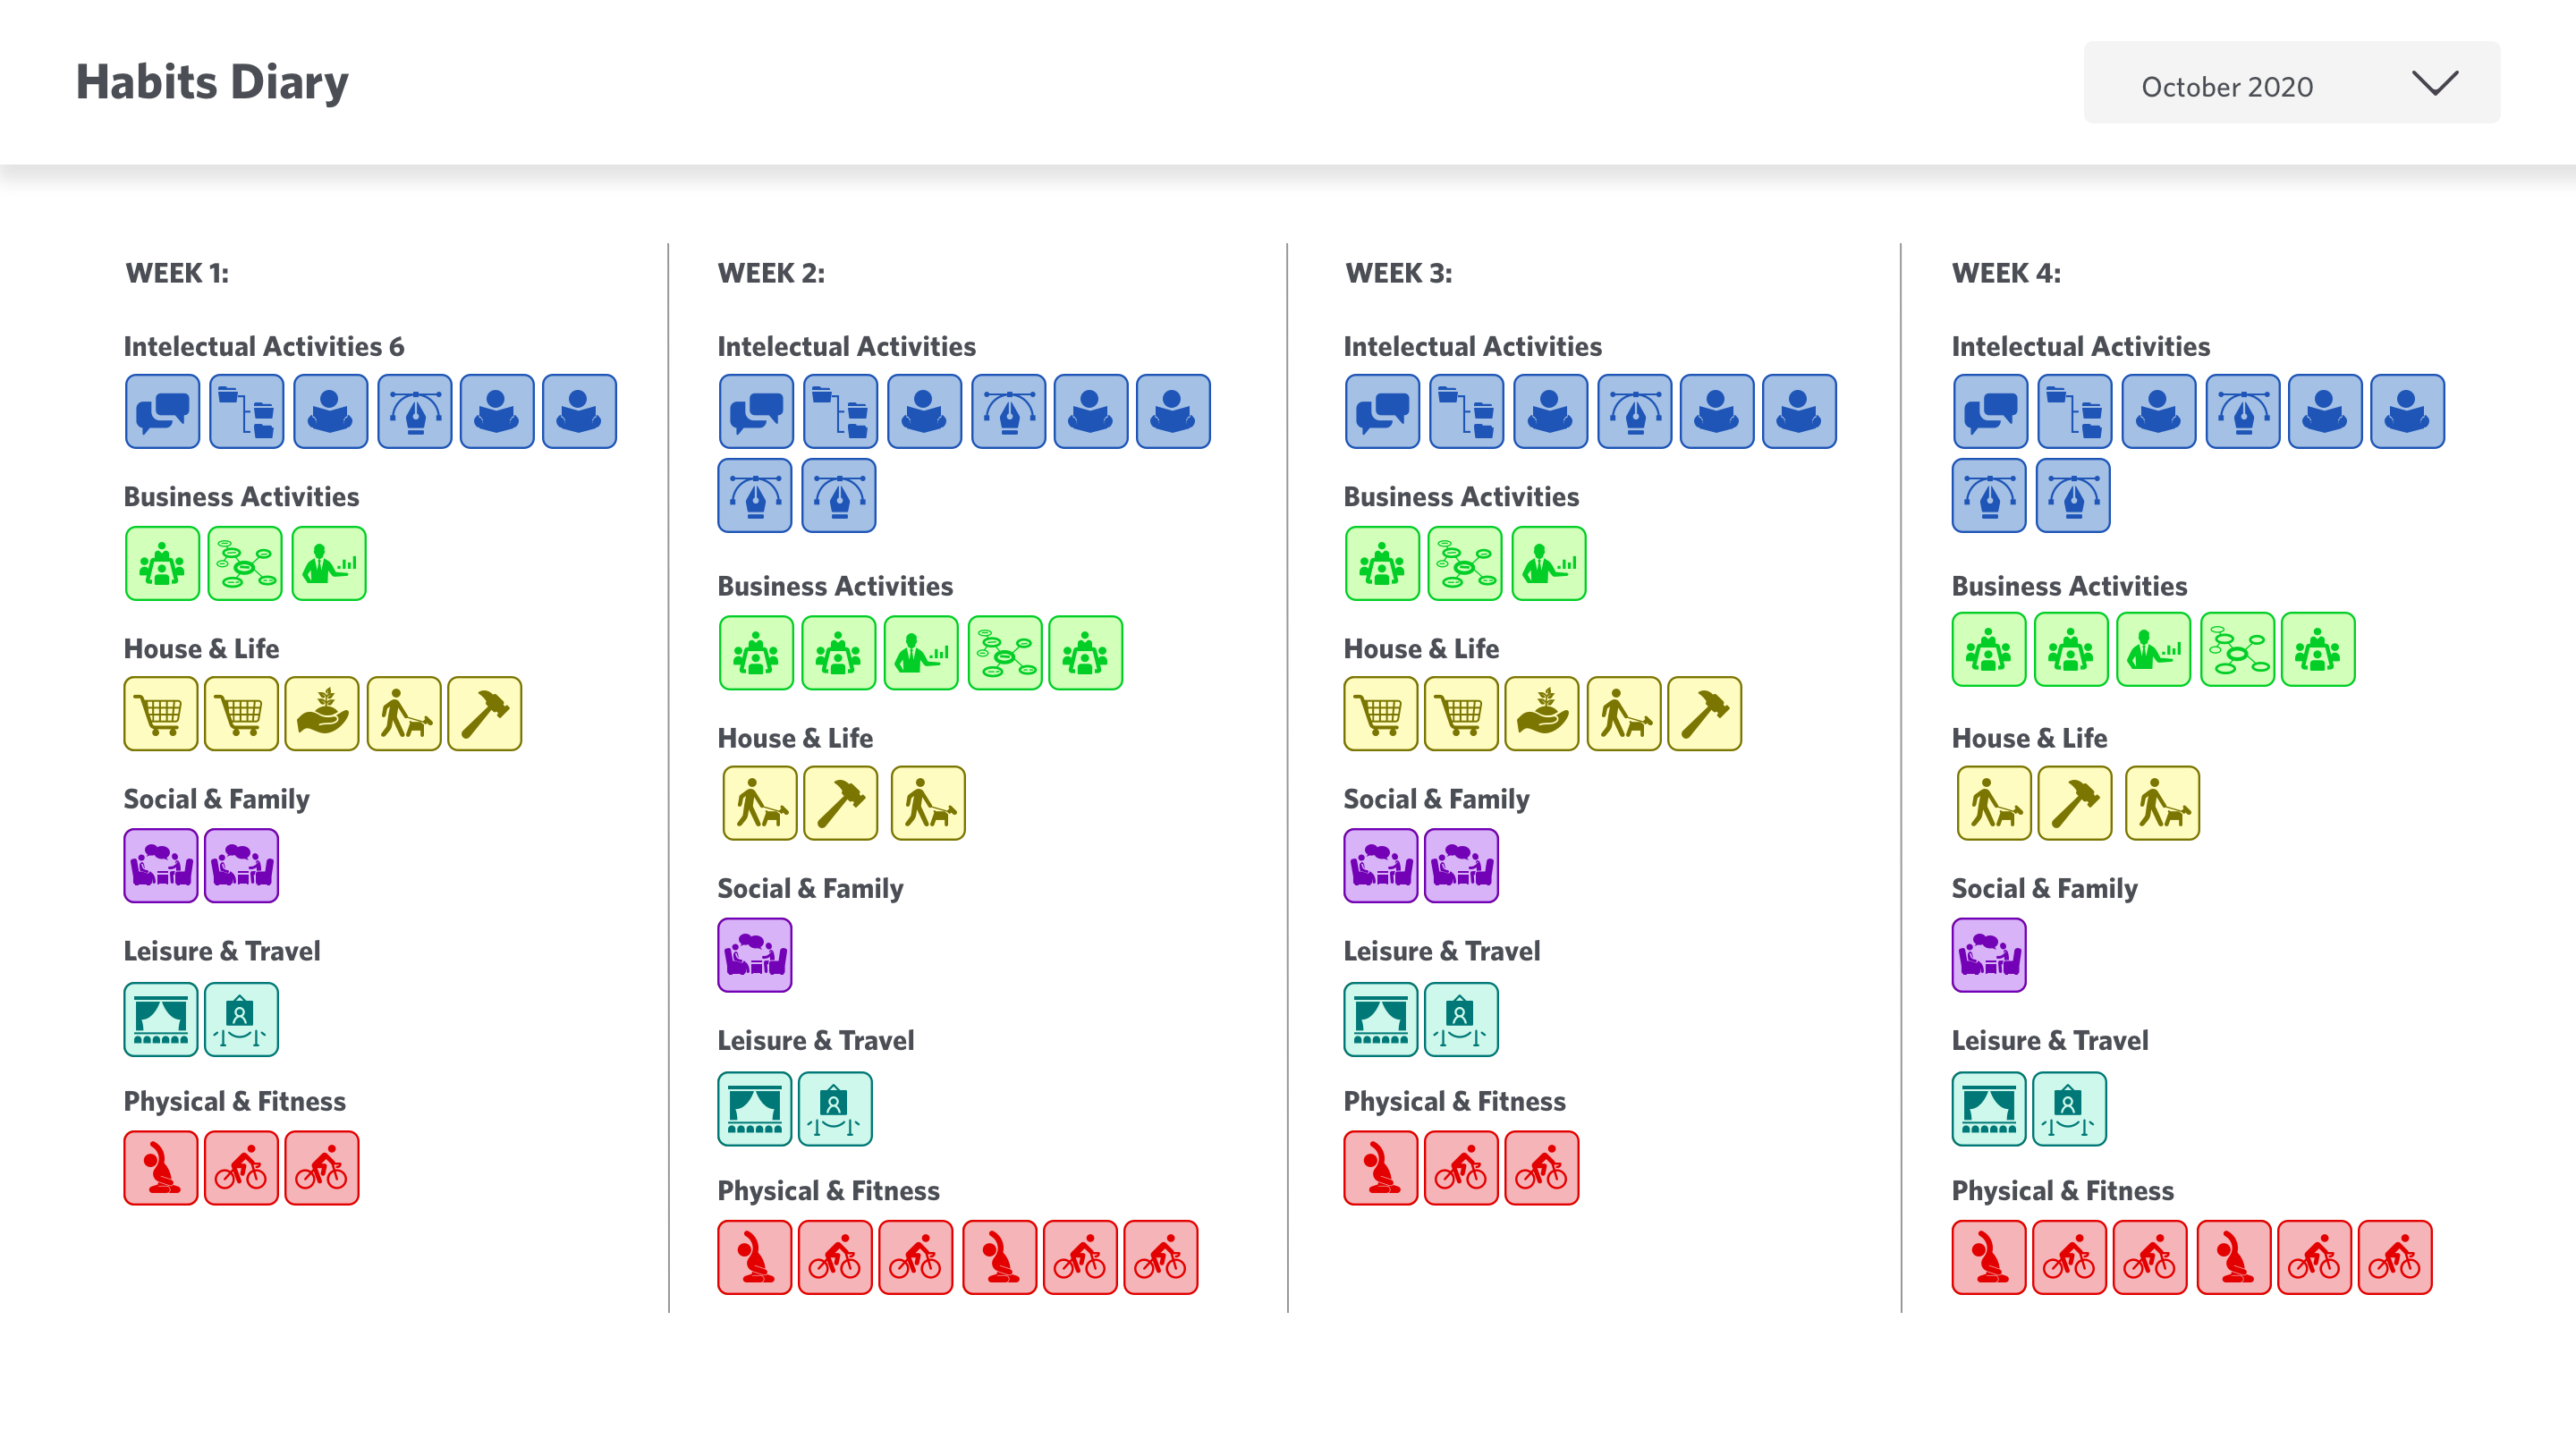 Habits Diary
October 2020
WEEK 1:
Intelectual Activities 6
Business Activities
House & Life
Social & Family
Leisure & Travel
Physical & Fitness
WEEK 2:
Intelectual Activities
Business Activities
House & Life
Social & Family
Leisure & Travel
Physical & Fitness
WEEK 3:
Intelectual Activities
Business Activities
House & Life
Social & Family
Leisure & Travel
Physical & Fitness
WEEK 4:
Intelectual Activities
Business Activities
House & Life
Social & Family
Leisure & Travel
Physical & Fitness